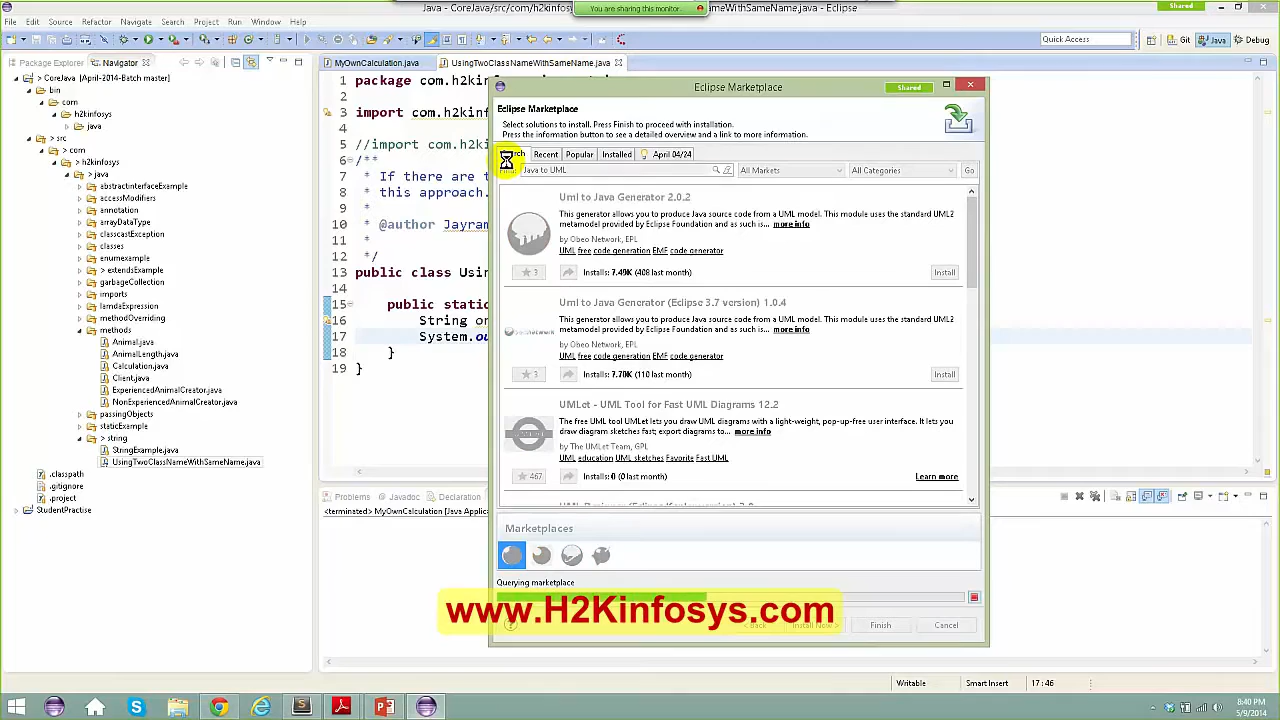 You are sharing this monitor...
Java - CoreJava/src/com/h2kinfosys
WithSameName.java - Eclipse
Shared
File Edit Source Refactor Navigate Search Project Run Window Help
Quick Access
Git Java Debug
Package Explorer Navigator
> CoreJava [April-2014-Batch master]
bin
com
h2kinfosys
java
> src
> com
> h2kinfosys
> java
abstractinterfaceExample
accessModifiers
annotation
arrayDataType
classcastException
classes
enumexample
> extendsExample
garbageCollection
imports
lamdaExpression
methodOverriding
methods
Animal.java
AnimalLength.java
Calculation.java
Client.java
ExperiencedAnimalCreator.java
NonExperiencedAnimalCreator.java
passingObjects
staticExample
> string
StringExample.java
UsingTwoClassNameWithSameName.java
.classpath
.gitignore
.project
StudentPractise
MyOwnCalculation.java UsingTwoClassNameWithSameName.java
1 package com.h2kinfosys
2
3 import com.h2kinf
4
5 //import com.h2k
6 /**
7 * If there are t
8 * this approach.
9 *
10 * @author Jayram
11 *
12 */
13 public class Usin
14
15 public static
16 String on
17 System.ou
18 }
19 }
Problems Javadoc Declaration
<terminated> MyOwnCalculation [Java Applic
Eclipse Marketplace
Shared
Eclipse Marketplace
Select solutions to install. Press Finish to proceed with installation.
Press the information button to see a detailed overview and a link to more information.
Recent Popular Installed April 04/24
Java to UML
All Markets
All Categories
Go
Uml to Java Generator 2.0.2
This generator allows you to produce Java source code from a UML model. This module uses the standard UML2
metamodel provided by Eclipse Foundation and as such is... more info
by Obeo Network, EPL
UML free code generation EMF code generator
3
Installs: 7.49K (408 last month)
Install
Uml to Java Generator (Eclipse 3.7 version) 1.0.4
This generator allows you to produce Java source code from a UML model. This module uses the standard UML2
metamodel provided by Eclipse Foundation and as such is... more info
by Obeo Network, EPL
UML free code generation EMF code generator
3
Installs: 7.70K (110 last month)
Install
UMLet - UML Tool for Fast UML Diagrams 12.2
The free UML tool UMLet lets you draw UML diagrams with a light-weight, pop-up-free user interface. It lets you
draw diagram sketches fast; export diagrams to... more info
by The UMLet Team, GPL
UML education UML sketches Favorite Fast UML
467
Installs: 0 (0 last month)
Learn more
Marketplaces
Querying marketplace
www.H2Kinfosys.com
< Back Install Now > Finish Cancel
Writable Smart Insert 17 : 46
8:40 PM
5/9/2014